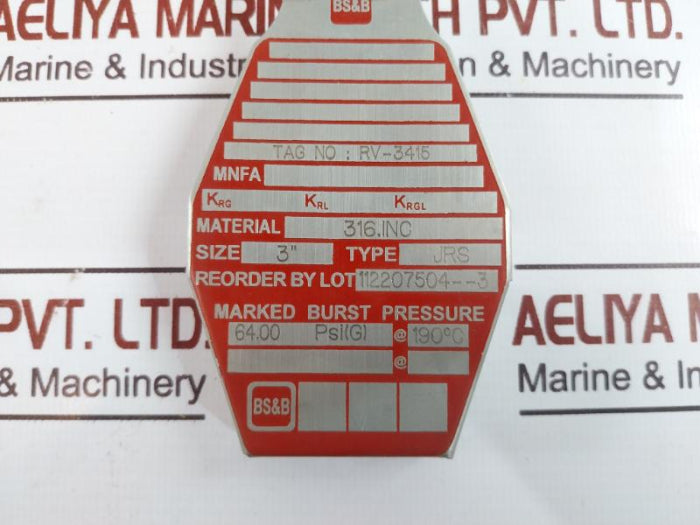 BS&B
AELIYA MARIN TH PVT. LTD.
Marine & Industr n & Machinery
TAG NO : RV-3415
MNFA
KRG KRL KRGL
MATERIAL 316.INC
SIZE 3" TYPE JRS
REORDER BY LOT 112207504--3
MARKED BURST PRESSURE
64.00 Psi(G) @ 190°C
@
BS&B
PVT. LTD.
& Machinery
AELIYA MA
Marine & In